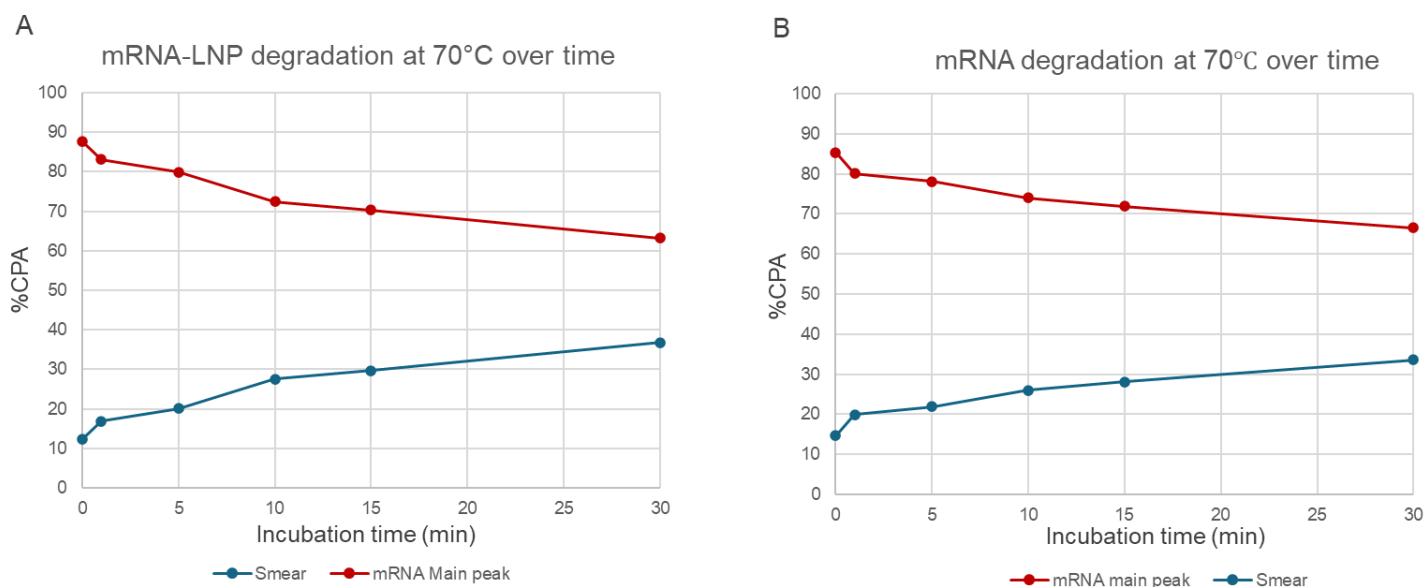 A
mRNA-LNP degradation at 70°C over time
100
90
80
70
60
50
40
30
20
10
0
%CPA
0 5 10 15 20 25 30
Incubation time (min)
Smear mRNA Main peak
B
mRNA degradation at 70℃ over time
100
90
80
70
60
50
40
30
20
10
0
%CPA
0 5 10 15 20 25 30
Incubation time (min)
mRNA main peak Smear